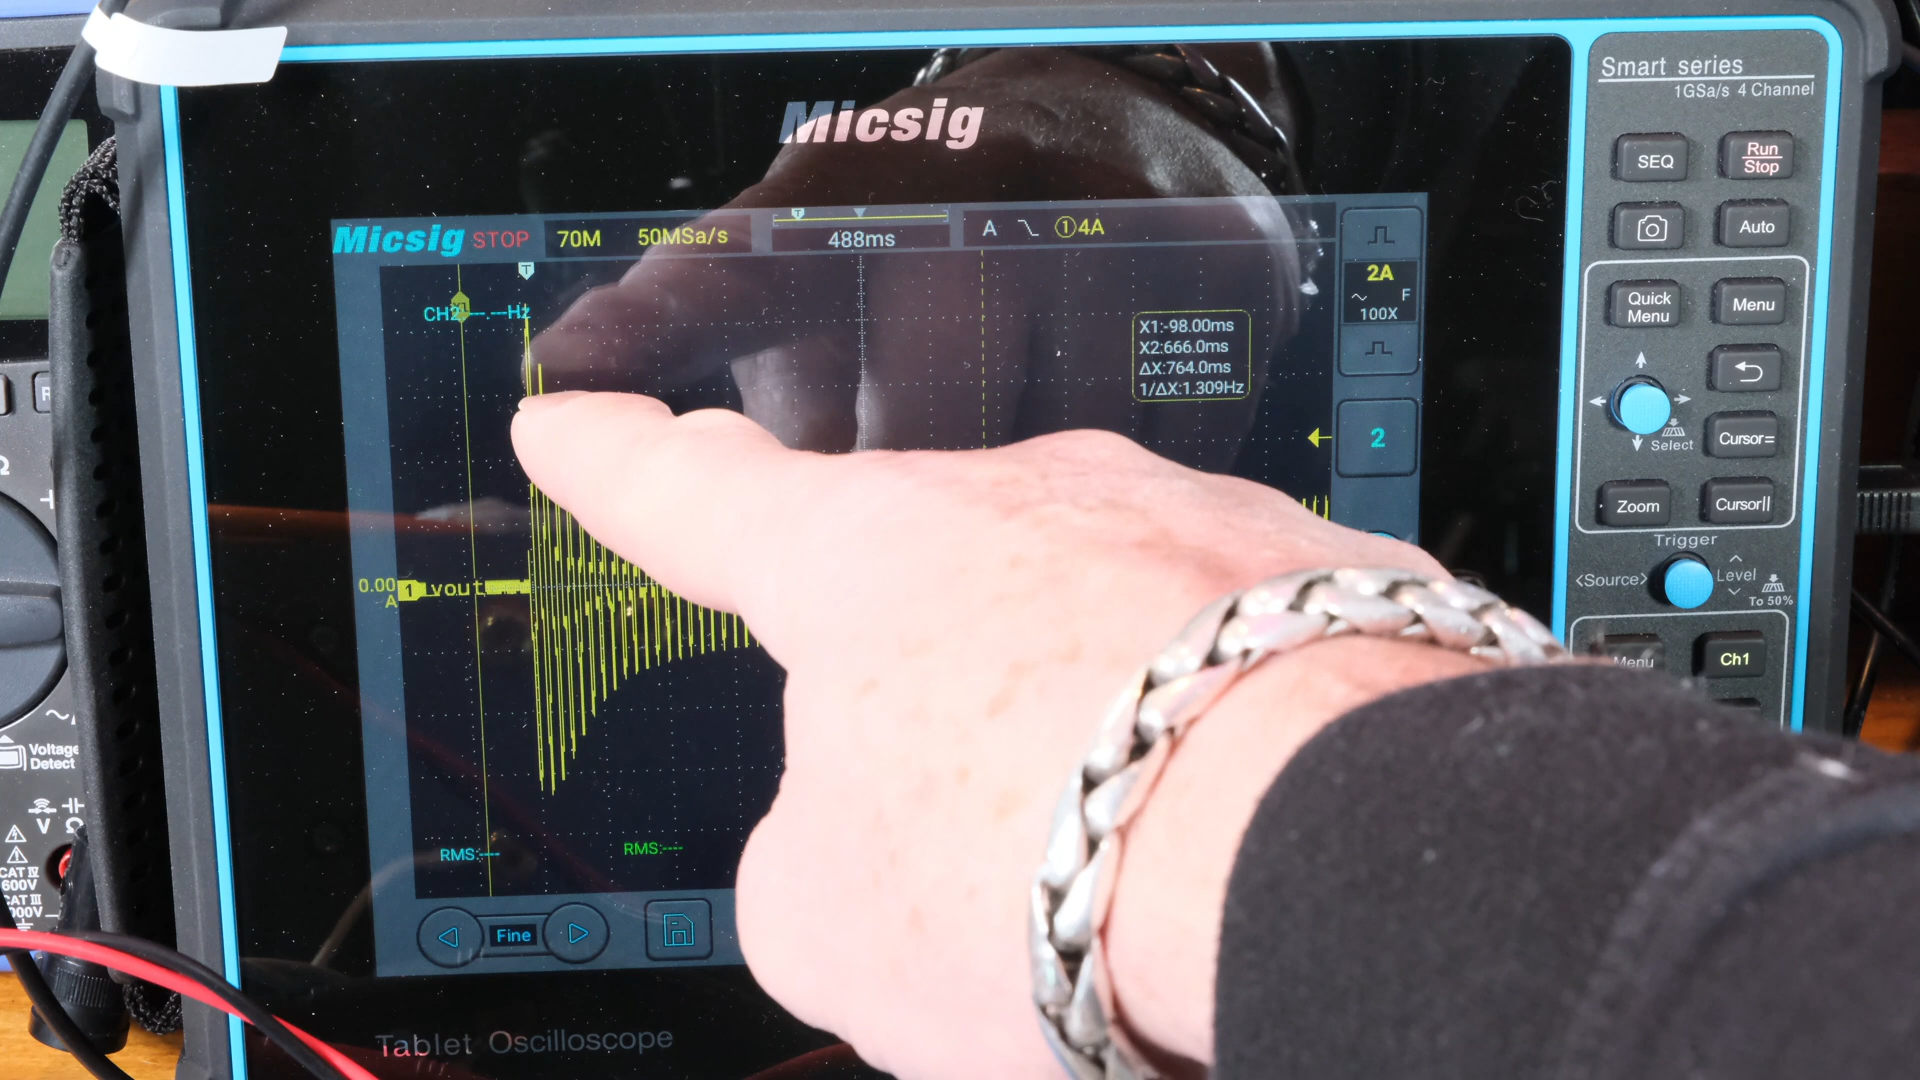 Smart series
1GSa/s 4 Channel
Micsig
SEQ
Run
Stop
Micsig STOP
70M 50MSa/s
488ms
A ①4A
T
T
Auto
2A
F
100X
CH2 --.---Hz
X1:-98.00ms
X2:666.0ms
ΔX:764.0ms
1/ΔX:1.309Hz
Quick
Menu
Menu
2
Select
Cursor=
Zoom
Cursor||
Trigger
<Source>
Level
To 50%
0.00
A
1 vout
Menu
Ch1
RMS:----
RMS:----
Fine
Tablet Oscilloscope
R
Ω
Voltage
Detect
V Ω
CAT IV
600V
CAT III
000V